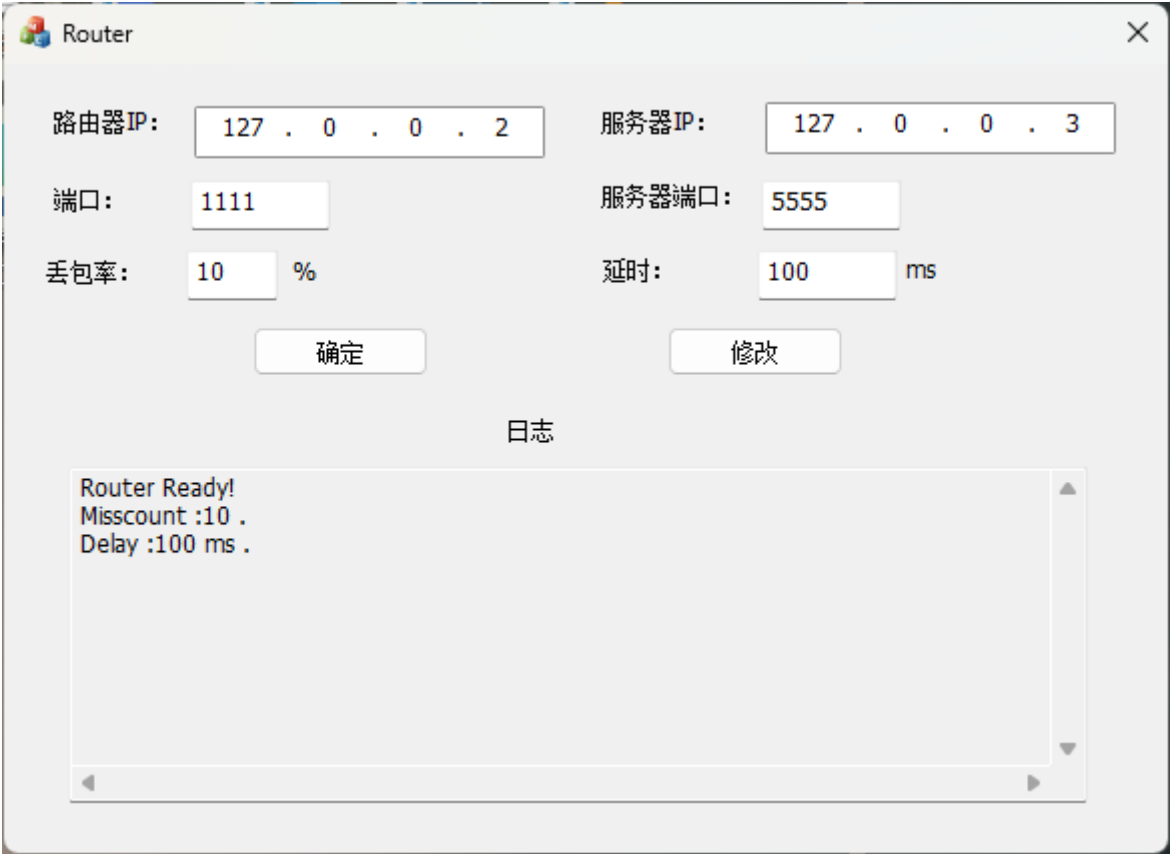 Router
路由器IP: 127 . 0 . 0 . 2 服务器IP: 127 . 0 . 0 . 3
端口: 1111 服务器端口: 5555
丢包率: 10 % 延时: 100 ms
确定 修改
日志
Router Ready!
Misscount :10 .
Delay :100 ms .